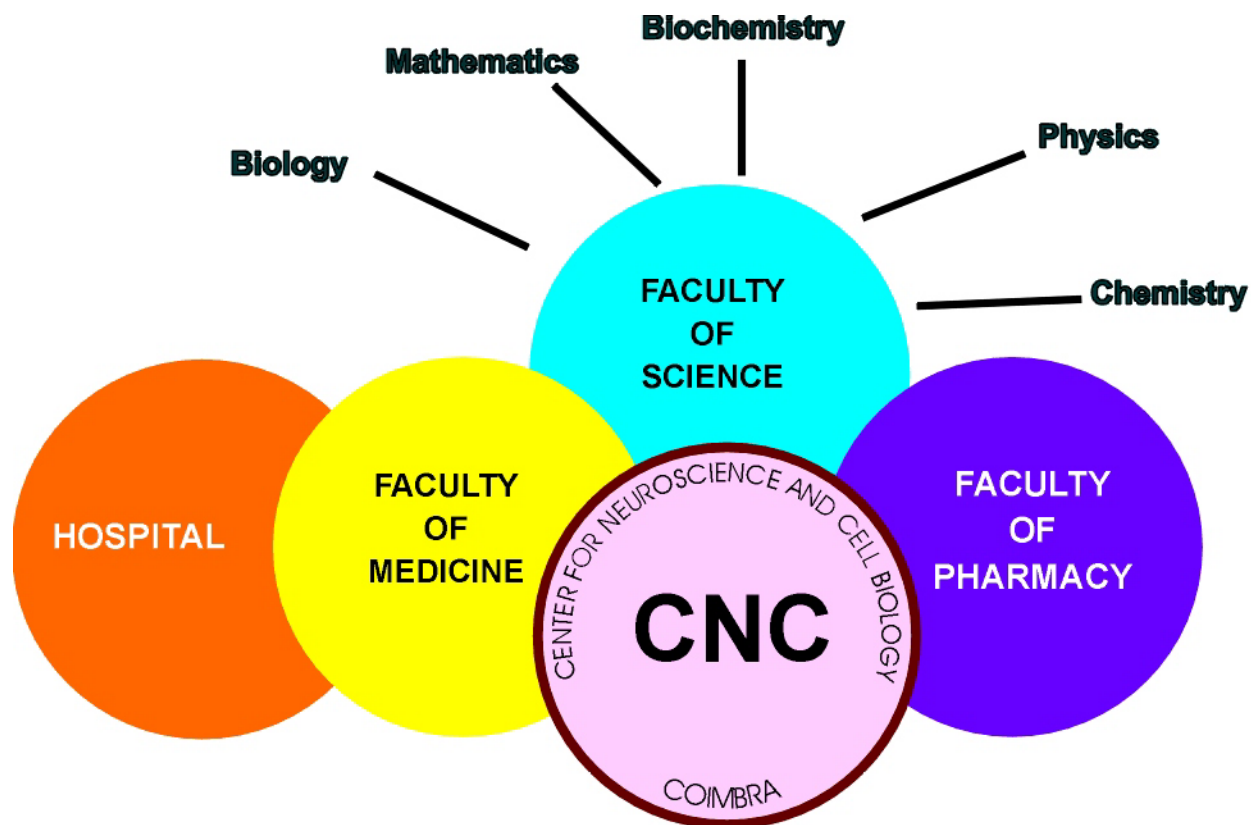 Biochemistry
Mathematics
Physics
Biology
Chemistry
FACULTY
OF
SCIENCE
HOSPITAL
FACULTY
OF
MEDICINE
FACULTY
OF
PHARMACY
CENTER FOR NEUROSCIENCE AND CELL BIOLOGY
CNC
COIMBRA